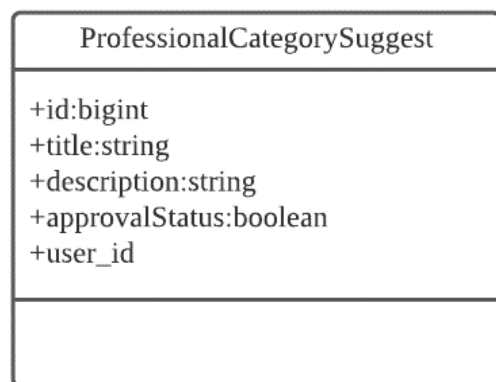 ProfessionalCategorySuggest
+id:bigint
+title:string
+description:string
+approvalStatus:boolean
+user_id